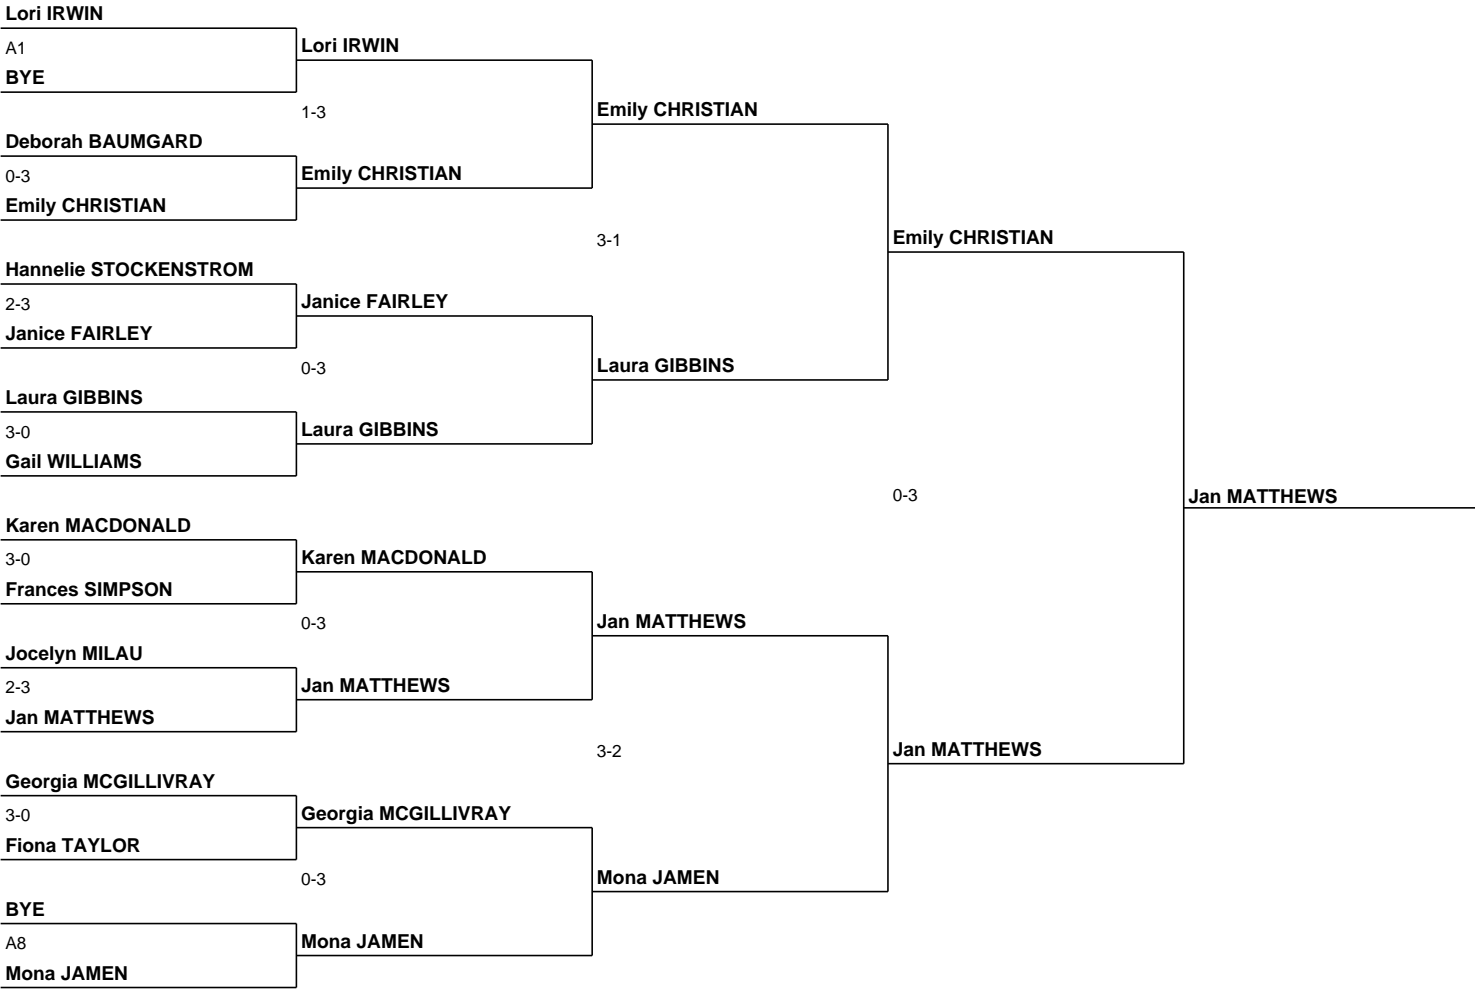 Lori IRWIN
A1
BYE
Deborah BAUMGARD
0-3
Emily CHRISTIAN
Hannelie STOCKENSTROM
2-3
Janice FAIRLEY
Laura GIBBINS
3-0
Gail WILLIAMS
Karen MACDONALD
3-0
Frances SIMPSON
Jocelyn MILAU
2-3
Jan MATTHEWS
Georgia MCGILLIVRAY
3-0
Fiona TAYLOR
BYE
A8
Mona JAMEN
Lori IRWIN
1-3
Emily CHRISTIAN
Janice FAIRLEY
0-3
Laura GIBBINS
Karen MACDONALD
0-3
Jan MATTHEWS
Georgia MCGILLIVRAY
0-3
Mona JAMEN
Emily CHRISTIAN
3-1
Laura GIBBINS
Jan MATTHEWS
3-2
Mona JAMEN
Emily CHRISTIAN
0-3
Jan MATTHEWS
Jan MATTHEWS